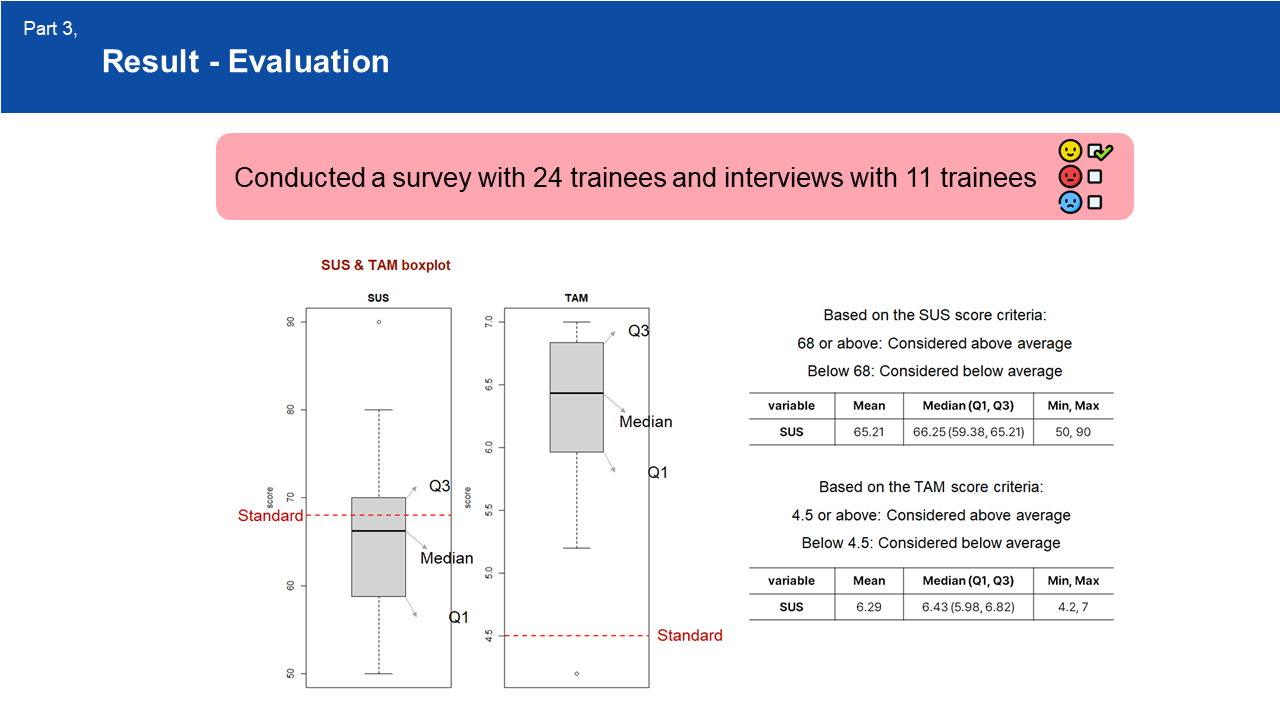 Part 3,
Result - Evaluation
Conducted a survey with 24 trainees and interviews with 11 trainees
SUS & TAM boxplot
SUS
90
80
70
60
50
score
Standard
Q3
Median
Q1
TAM
7.0
6.5
6.0
5.5
5.0
4.5
score
Q3
Median
Q1
Standard
Based on the SUS score criteria:
68 or above: Considered above average
Below 68: Considered below average
variable Mean Median (Q1, Q3) Min, Max
SUS 65.21 66.25 (59.38, 65.21) 50, 90
Based on the TAM score criteria:
4.5 or above: Considered above average
Below 4.5: Considered below average
variable Mean Median (Q1, Q3) Min, Max
SUS 6.29 6.43 (5.98, 6.82) 4.2, 7